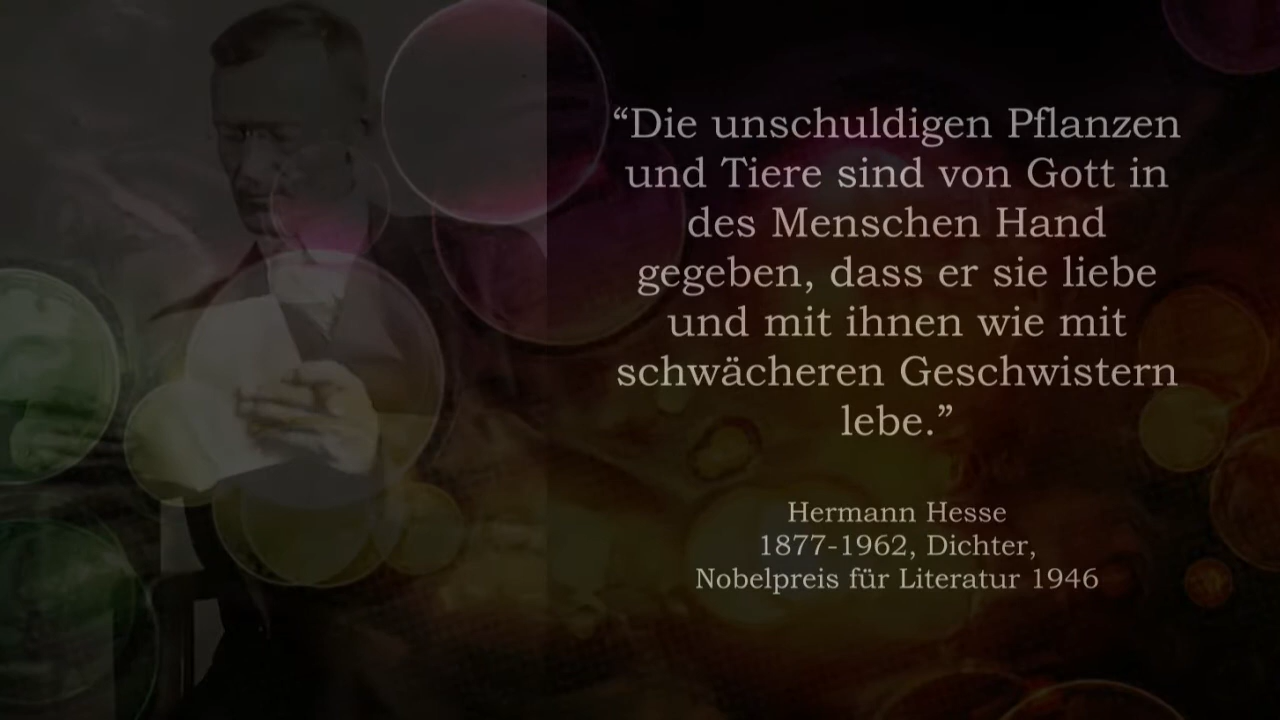 “Die unschuldigen Pflanzen
und Tiere sind von Gott in
des Menschen Hand
gegeben, dass er sie liebe
und mit ihnen wie mit
schwächeren Geschwistern
lebe.”
Hermann Hesse
1877-1962, Dichter,
Nobelpreis für Literatur 1946